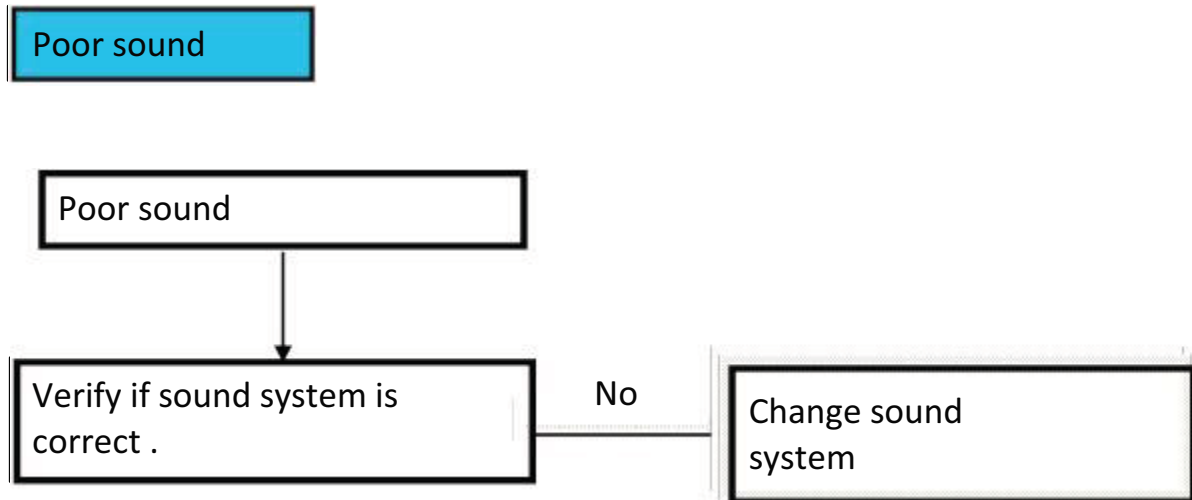 Poor sound
Poor sound
Verify if sound system is
correct .
No
Change sound
system